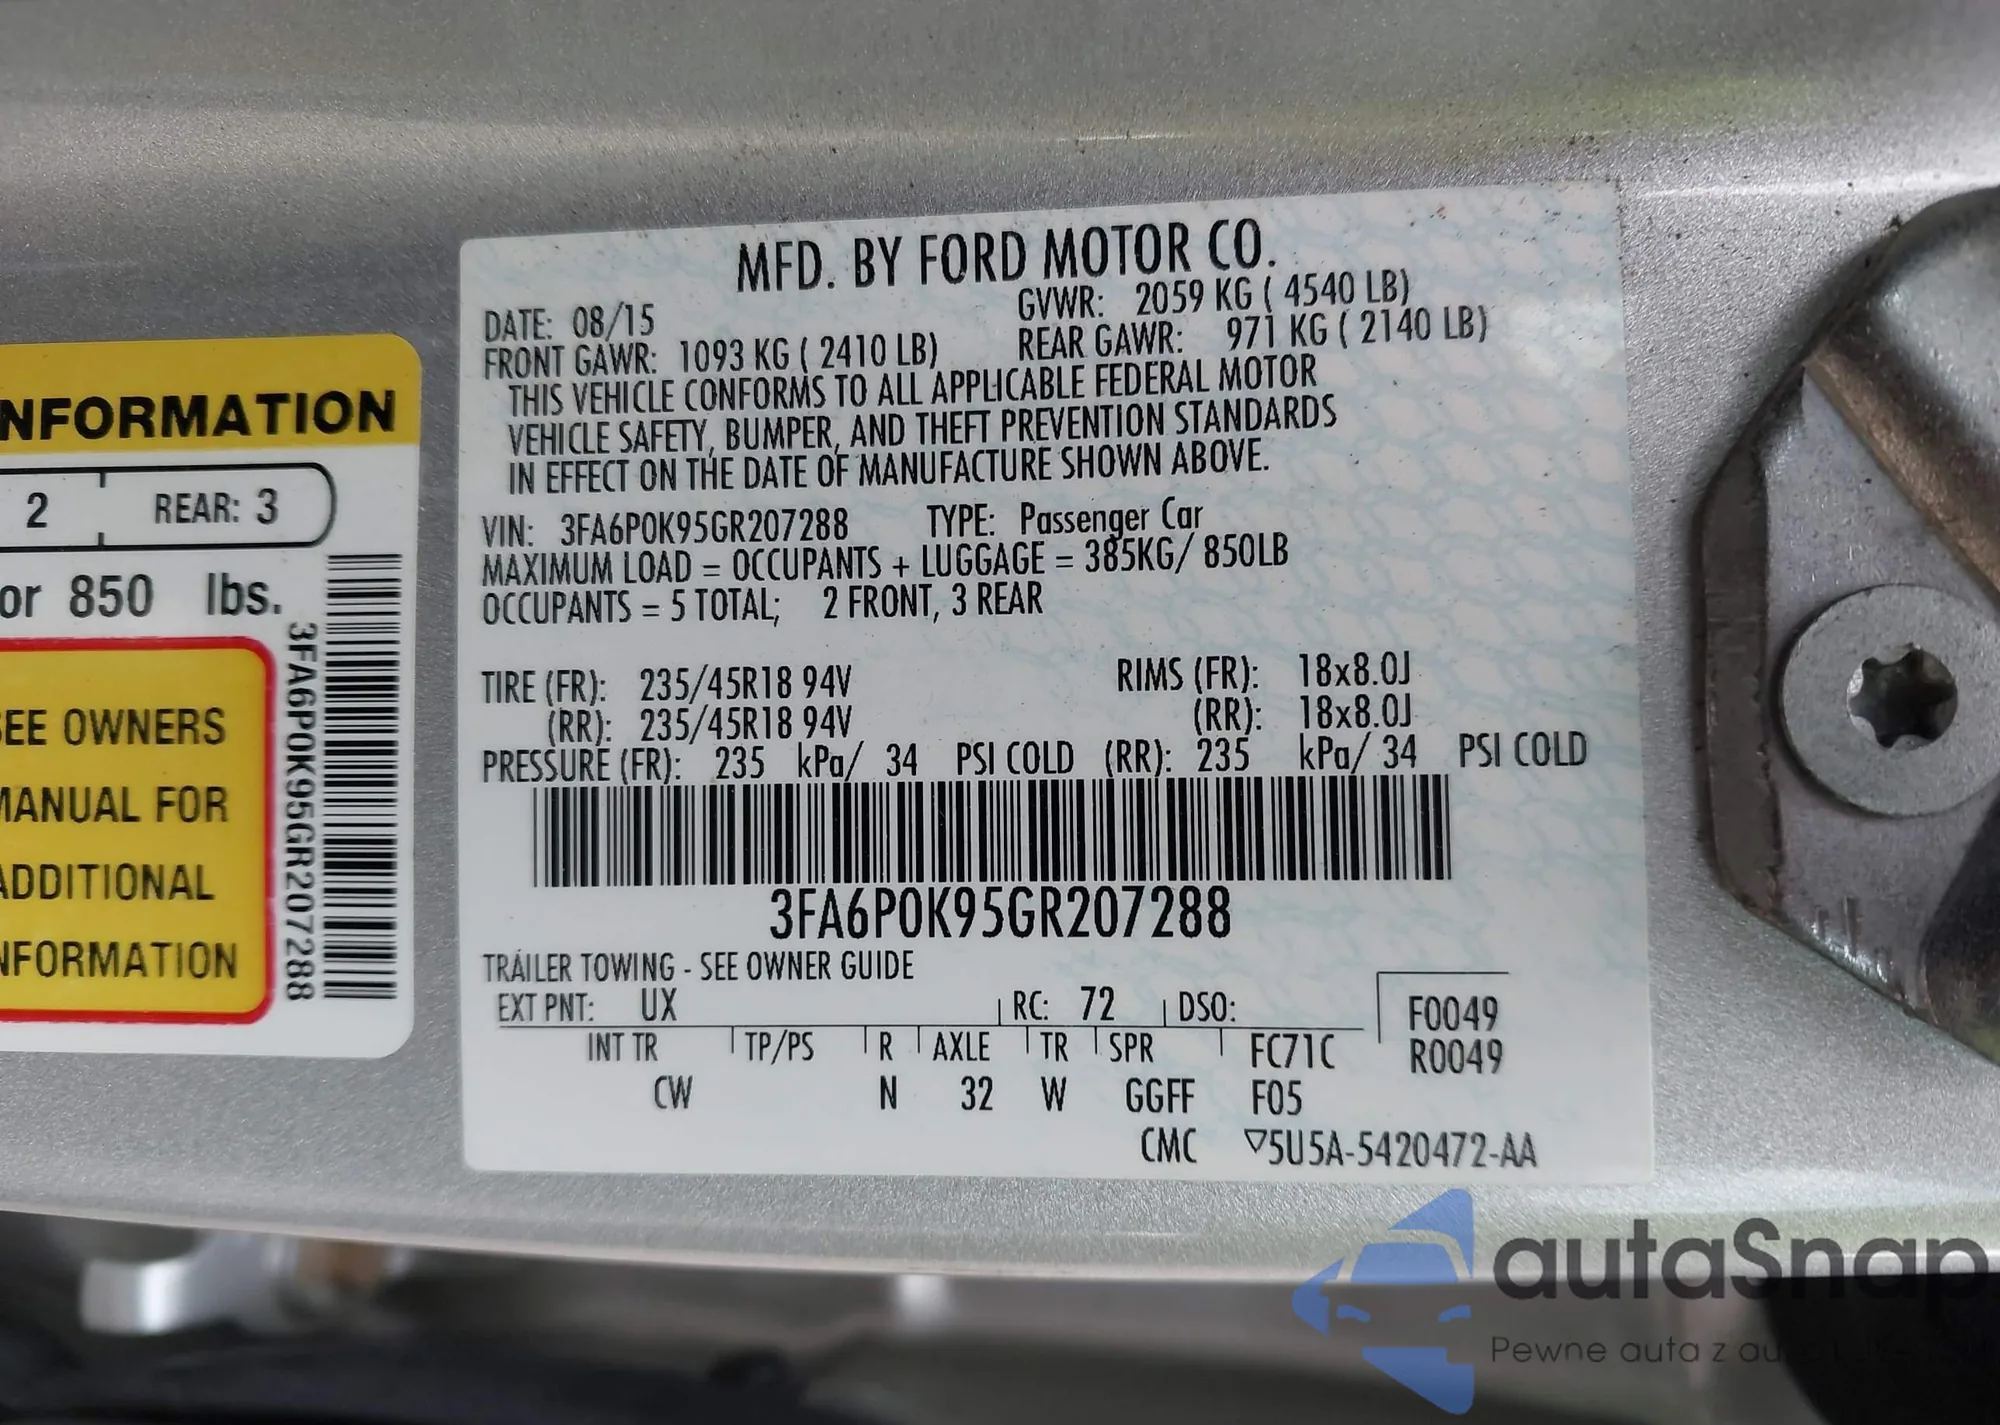 NFORMATION
2 REAR: 3
or 850 lbs.
SEE OWNERS
MANUAL FOR
ADDITIONAL
NFORMATION
3FA6P0K95GR207288
MFD. BY FORD MOTOR CO.
DATE: 08/15 GVWR: 2059 KG ( 4540 LB)
FRONT GAWR: 1093 KG ( 2410 LB) REAR GAWR: 971 KG ( 2140 LB)
THIS VEHICLE CONFORMS TO ALL APPLICABLE FEDERAL MOTOR
VEHICLE SAFETY, BUMPER, AND THEFT PREVENTION STANDARDS
IN EFFECT ON THE DATE OF MANUFACTURE SHOWN ABOVE.
VIN: 3FA6P0K95GR207288 TYPE: Passenger Car
MAXIMUM LOAD = OCCUPANTS + LUGGAGE = 385KG/ 850LB
OCCUPANTS = 5 TOTAL; 2 FRONT, 3 REAR
TIRE (FR): 235/45R18 94V RIMS (FR): 18x8.0J
(RR): 235/45R18 94V (RR): 18x8.0J
PRESSURE (FR): 235 kPa/ 34 PSI COLD (RR): 235 kPa/ 34 PSI COLD
3FA6P0K95GR207288
TRAILER TOWING - SEE OWNER GUIDE
EXT PNT: UX RC: 72 DSO: F0049
INT TR TP/PS R AXLE TR SPR FC71C R0049
CW N 32 W GGFF F05
CMC ▽5U5A-5420472-AA
autaSnap
Pewne auta z